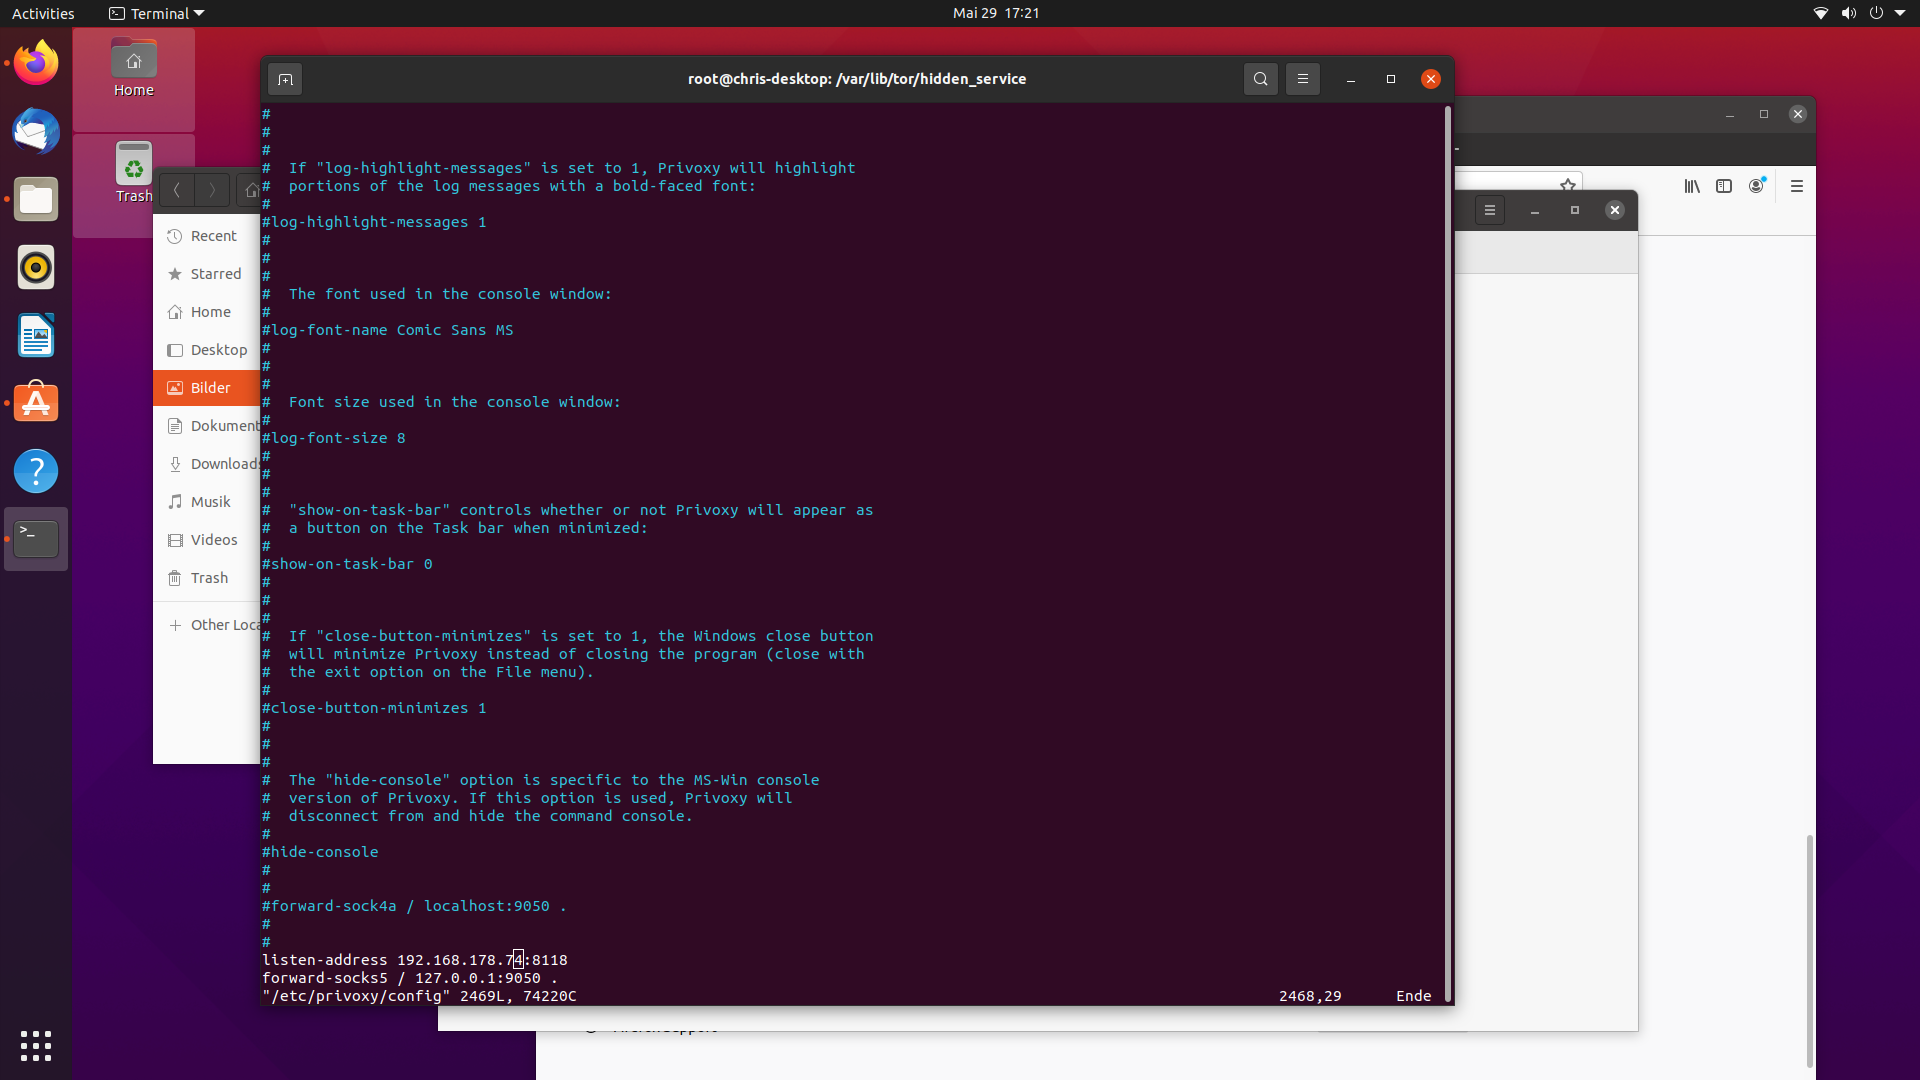 Activities
Terminal
Mai 29 17:21
Home
Trash
Recent
Starred
Home
Desktop
Bilder
Dokument
Downloads
Musik
Videos
Trash
Other Loca
root@chris-desktop: /var/lib/tor/hidden_service
#
#
#
#  If "log-highlight-messages" is set to 1, Privoxy will highlight
#  portions of the log messages with a bold-faced font:
#
#log-highlight-messages 1
#
#
#
#  The font used in the console window:
#
#log-font-name Comic Sans MS
#
#
#
#  Font size used in the console window:
#
#log-font-size 8
#
#
#
#  "show-on-task-bar" controls whether or not Privoxy will appear as
#  a button on the Task bar when minimized:
#
#show-on-task-bar 0
#
#
#
#  If "close-button-minimizes" is set to 1, the Windows close button
#  will minimize Privoxy instead of closing the program (close with
#  the exit option on the File menu).
#
#close-button-minimizes 1
#
#
#
#  The "hide-console" option is specific to the MS-Win console
#  version of Privoxy. If this option is used, Privoxy will
#  disconnect from and hide the command console.
#
#hide-console
#
#
#forward-sock4a / localhost:9050 .
#
#
listen-address 192.168.178.74:8118
forward-socks5 / 127.0.0.1:9050 .
"/etc/privoxy/config" 2469L, 74220C 2468,29 Ende